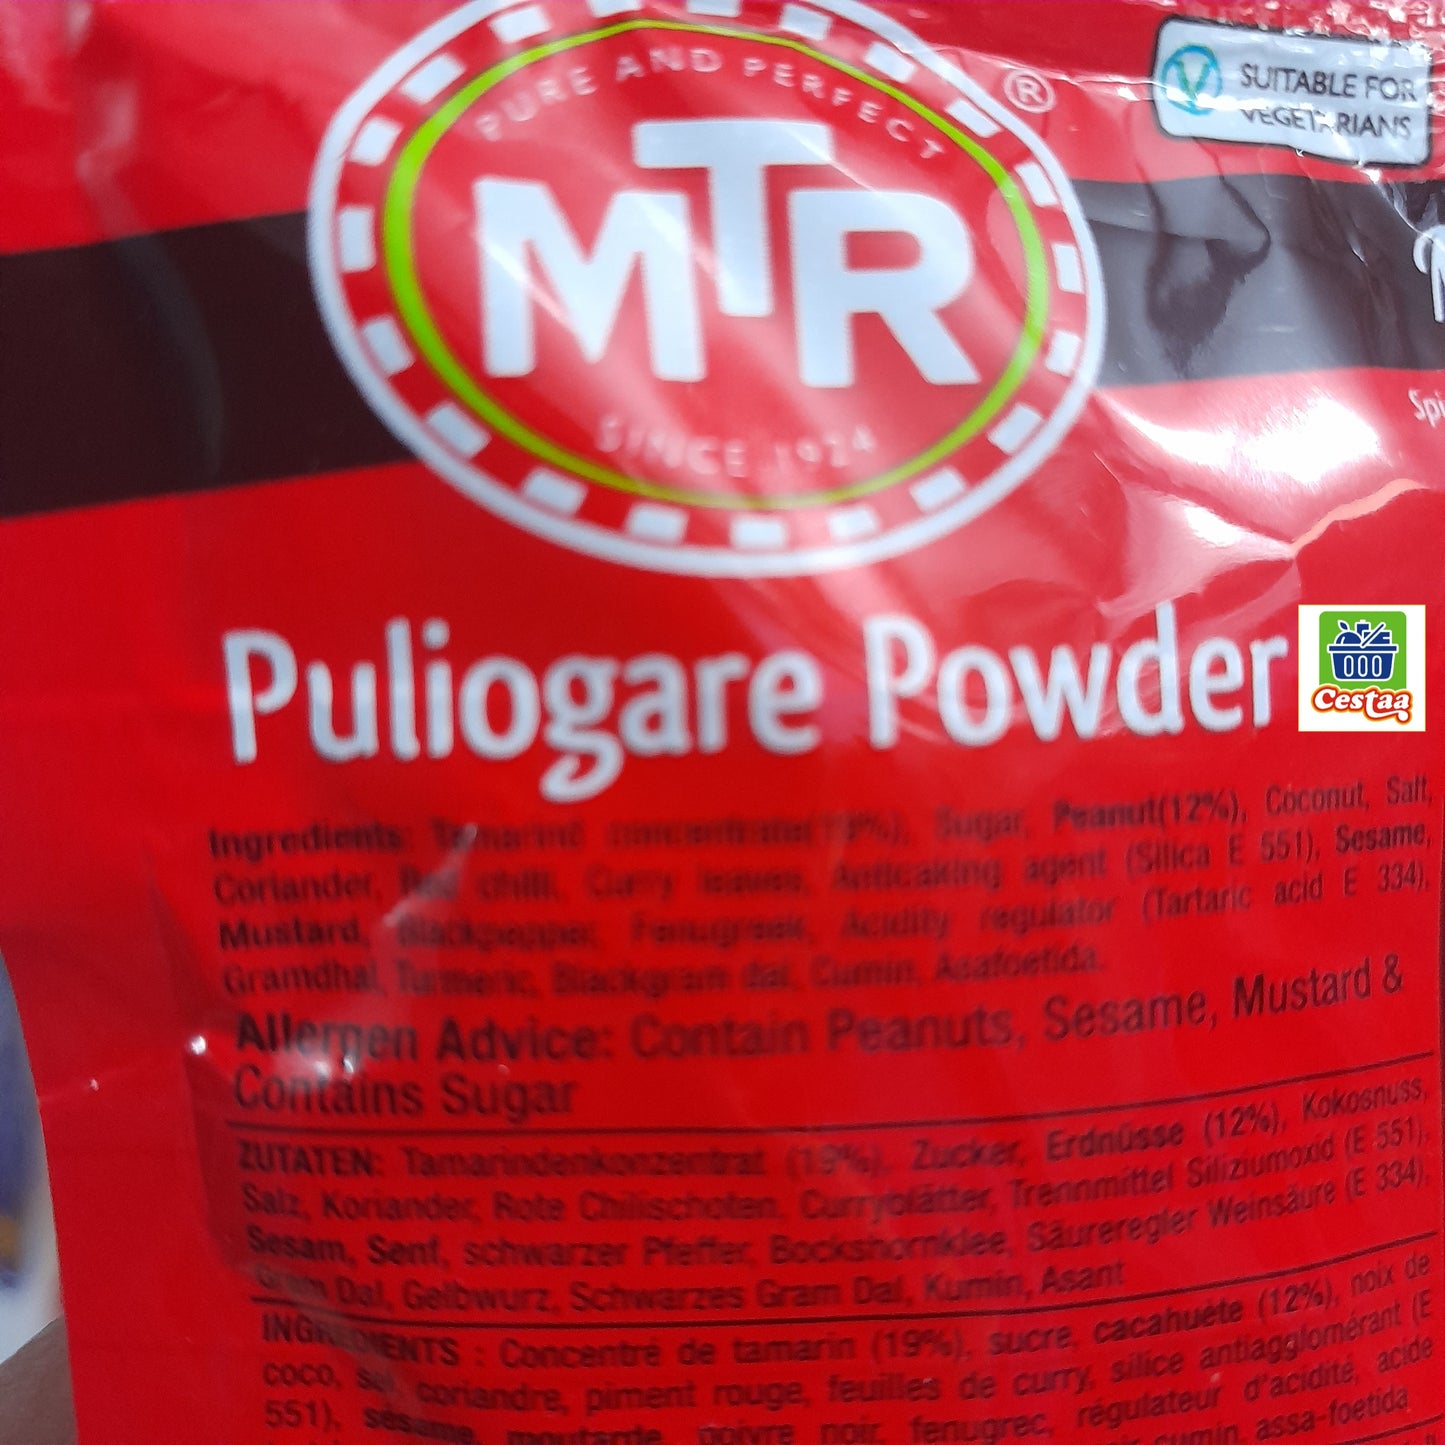 PURE AND PERFECT
MTR
®
SINCE 1924
SUITABLE FOR
VEGETARIANS
Spi
Puliogare Powder
Cestaa
Ingredients: Tamarind concentrate(19%), Sugar, Peanut(12%), Coconut, Salt,
Coriander, Red chilli, Curry leaves, Anticaking agent (Silica E 551), Sesame,
Mustard, Blackpepper, Fenugreek, Acidity regulator (Tartaric acid E 334),
Gramdhal, Turmeric, Blackgram dal, Cumin, Asafoetida.
Allergen Advice: Contain Peanuts, Sesame, Mustard &
Contains Sugar
ZUTATEN: Tamarindenkonzentrat (19%), Zucker, Erdnüsse (12%), Kokosnuss,
Salz, Koriander, Rote Chilischoten, Curryblätter, Trennmittel Siliziumoxid (E 551),
Sesam, Senf, schwarzer Pfeffer, Bockshornklee, Säureregler Weinsäure (E 334),
Gram Dal, Gelbwurz, Schwarzes Gram Dal, Kumin, Asant
INGREDIENTS : Concentré de tamarin (19%), sucre, cacahuète (12%), noix de
coco, sel, coriandre, piment rouge, feuilles de curry, silice antiagglomérant (E
551), sésame, moutarde, poivre noir, fenugrec, régulateur d'acidité, acide
cumin, assa-foetida